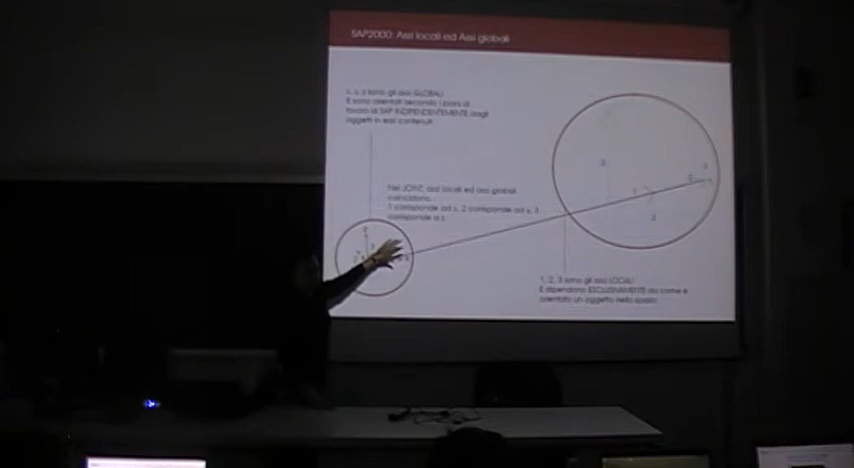 SAP2000: Assi locali ed Assi globali
x, y, z sono gli assi GLOBALI
E sono orientati secondo i piani di
lavoro di SAP INDIPENDENTEMENTE dagli
oggetti in essi contenuti
Nei JOINT, assi locali ed assi globali
coincidono.
1 corrisponde ad x, 2 corrisponde ad y, 3
corrisponde a z
1, 2, 3 sono gli assi LOCALI
E dipendono ESCLUSIVAMENTE da come è
orientato un oggetto nello spazio